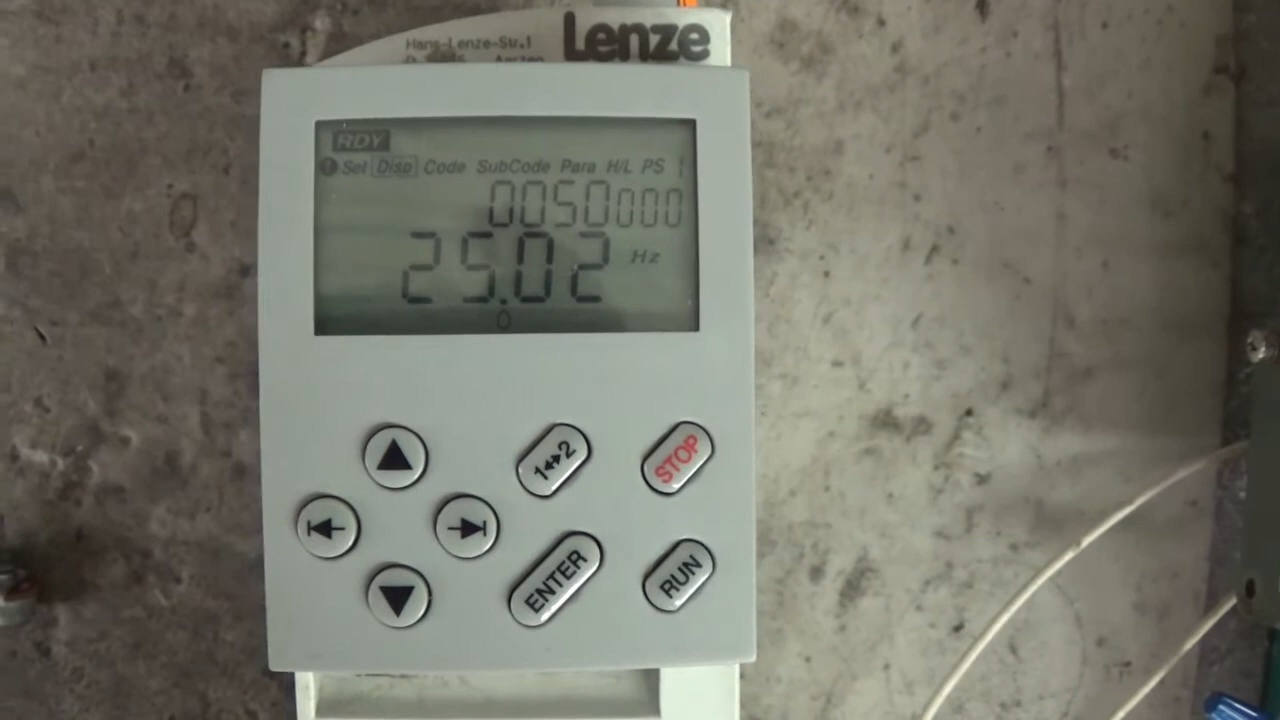 Lenze
Hans-Lenze-Str.1
RDY
Set Disp Code SubCode Para H/L PS
0050000
25.02 Hz
0
1↔2
STOP
ENTER
RUN